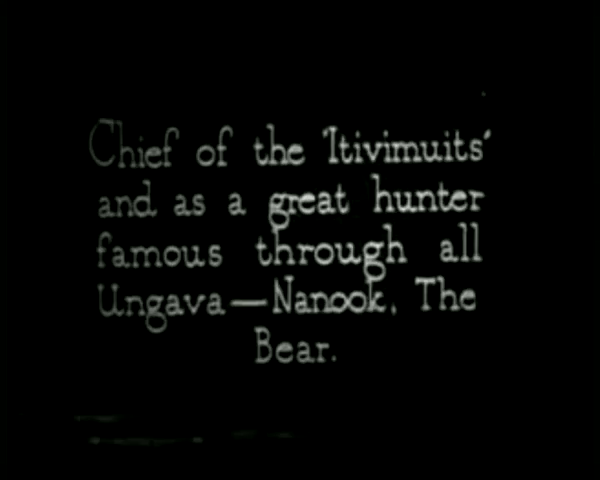 Chief of the 'Itivimuits'
and as a great hunter
famous through all
Ungava—Nanook, The
Bear.